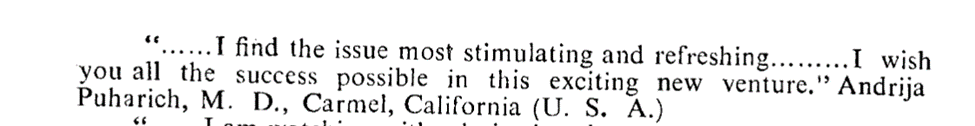 “......I find the issue most stimulating and refreshing.........I wish
you all the success possible in this exciting new venture." Andrija
Puharich, M. D., Carmel, California (U. S. A.)